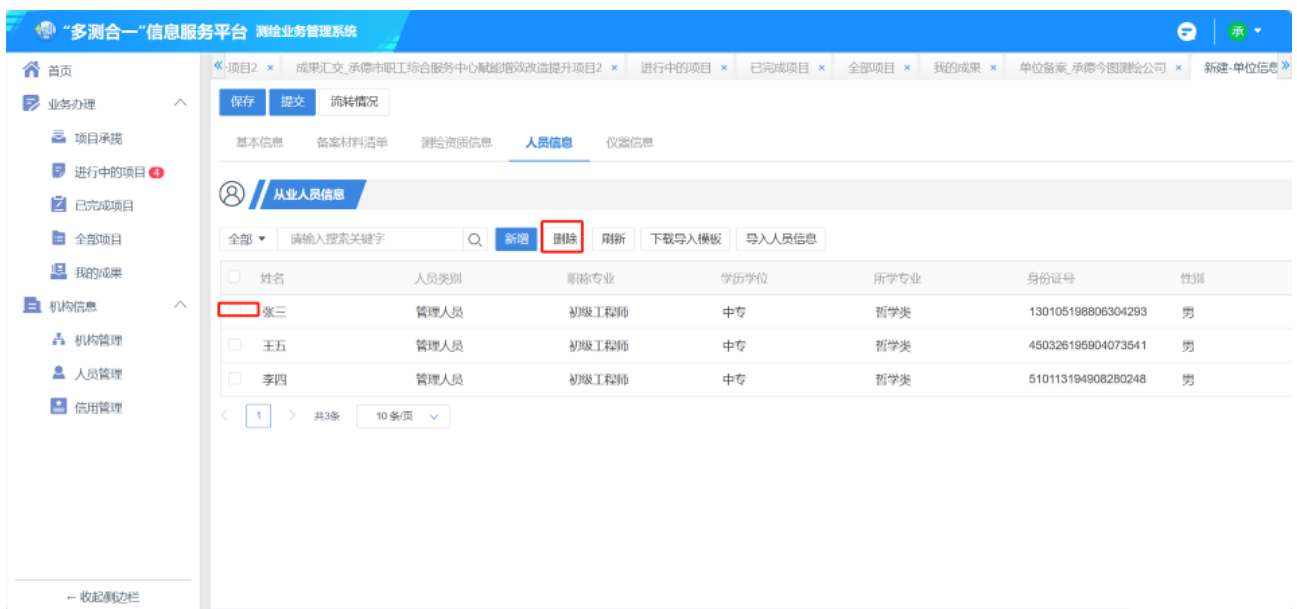 “多测合一“信息服务平台 测绘业务管理系统 承
首页
业务办理
项目承揽
进行中的项目 4
已完成项目
全部项目
我的成果
机构信息
机构管理
人员管理
信用管理
← 收起侧边栏
-项目2 × 成果汇交_承德市职工综合服务中心赋能增效改造提升项目2 × 进行中的项目 × 已完成项目 × 全部项目 × 我的成果 × 单位备案_承德今图测绘公司 × 新建-单位信息
保存 提交 流转情况
基本信息 备案材料清单 测绘资质信息 人员信息 仪器信息
从业人员信息
全部 请输入搜索关键字 新增 删除 刷新 下载导入模板 导入人员信息
姓名 人员类别 职称专业 学历学位 所学专业 身份证号 性别
张三 管理人员 初级工程师 中专 哲学类 130105198806304293 男
王五 管理人员 初级工程师 中专 哲学类 450326195904073541 男
李四 管理人员 初级工程师 中专 哲学类 510113194908280248 男
< 1 > 共3条 10 条/页